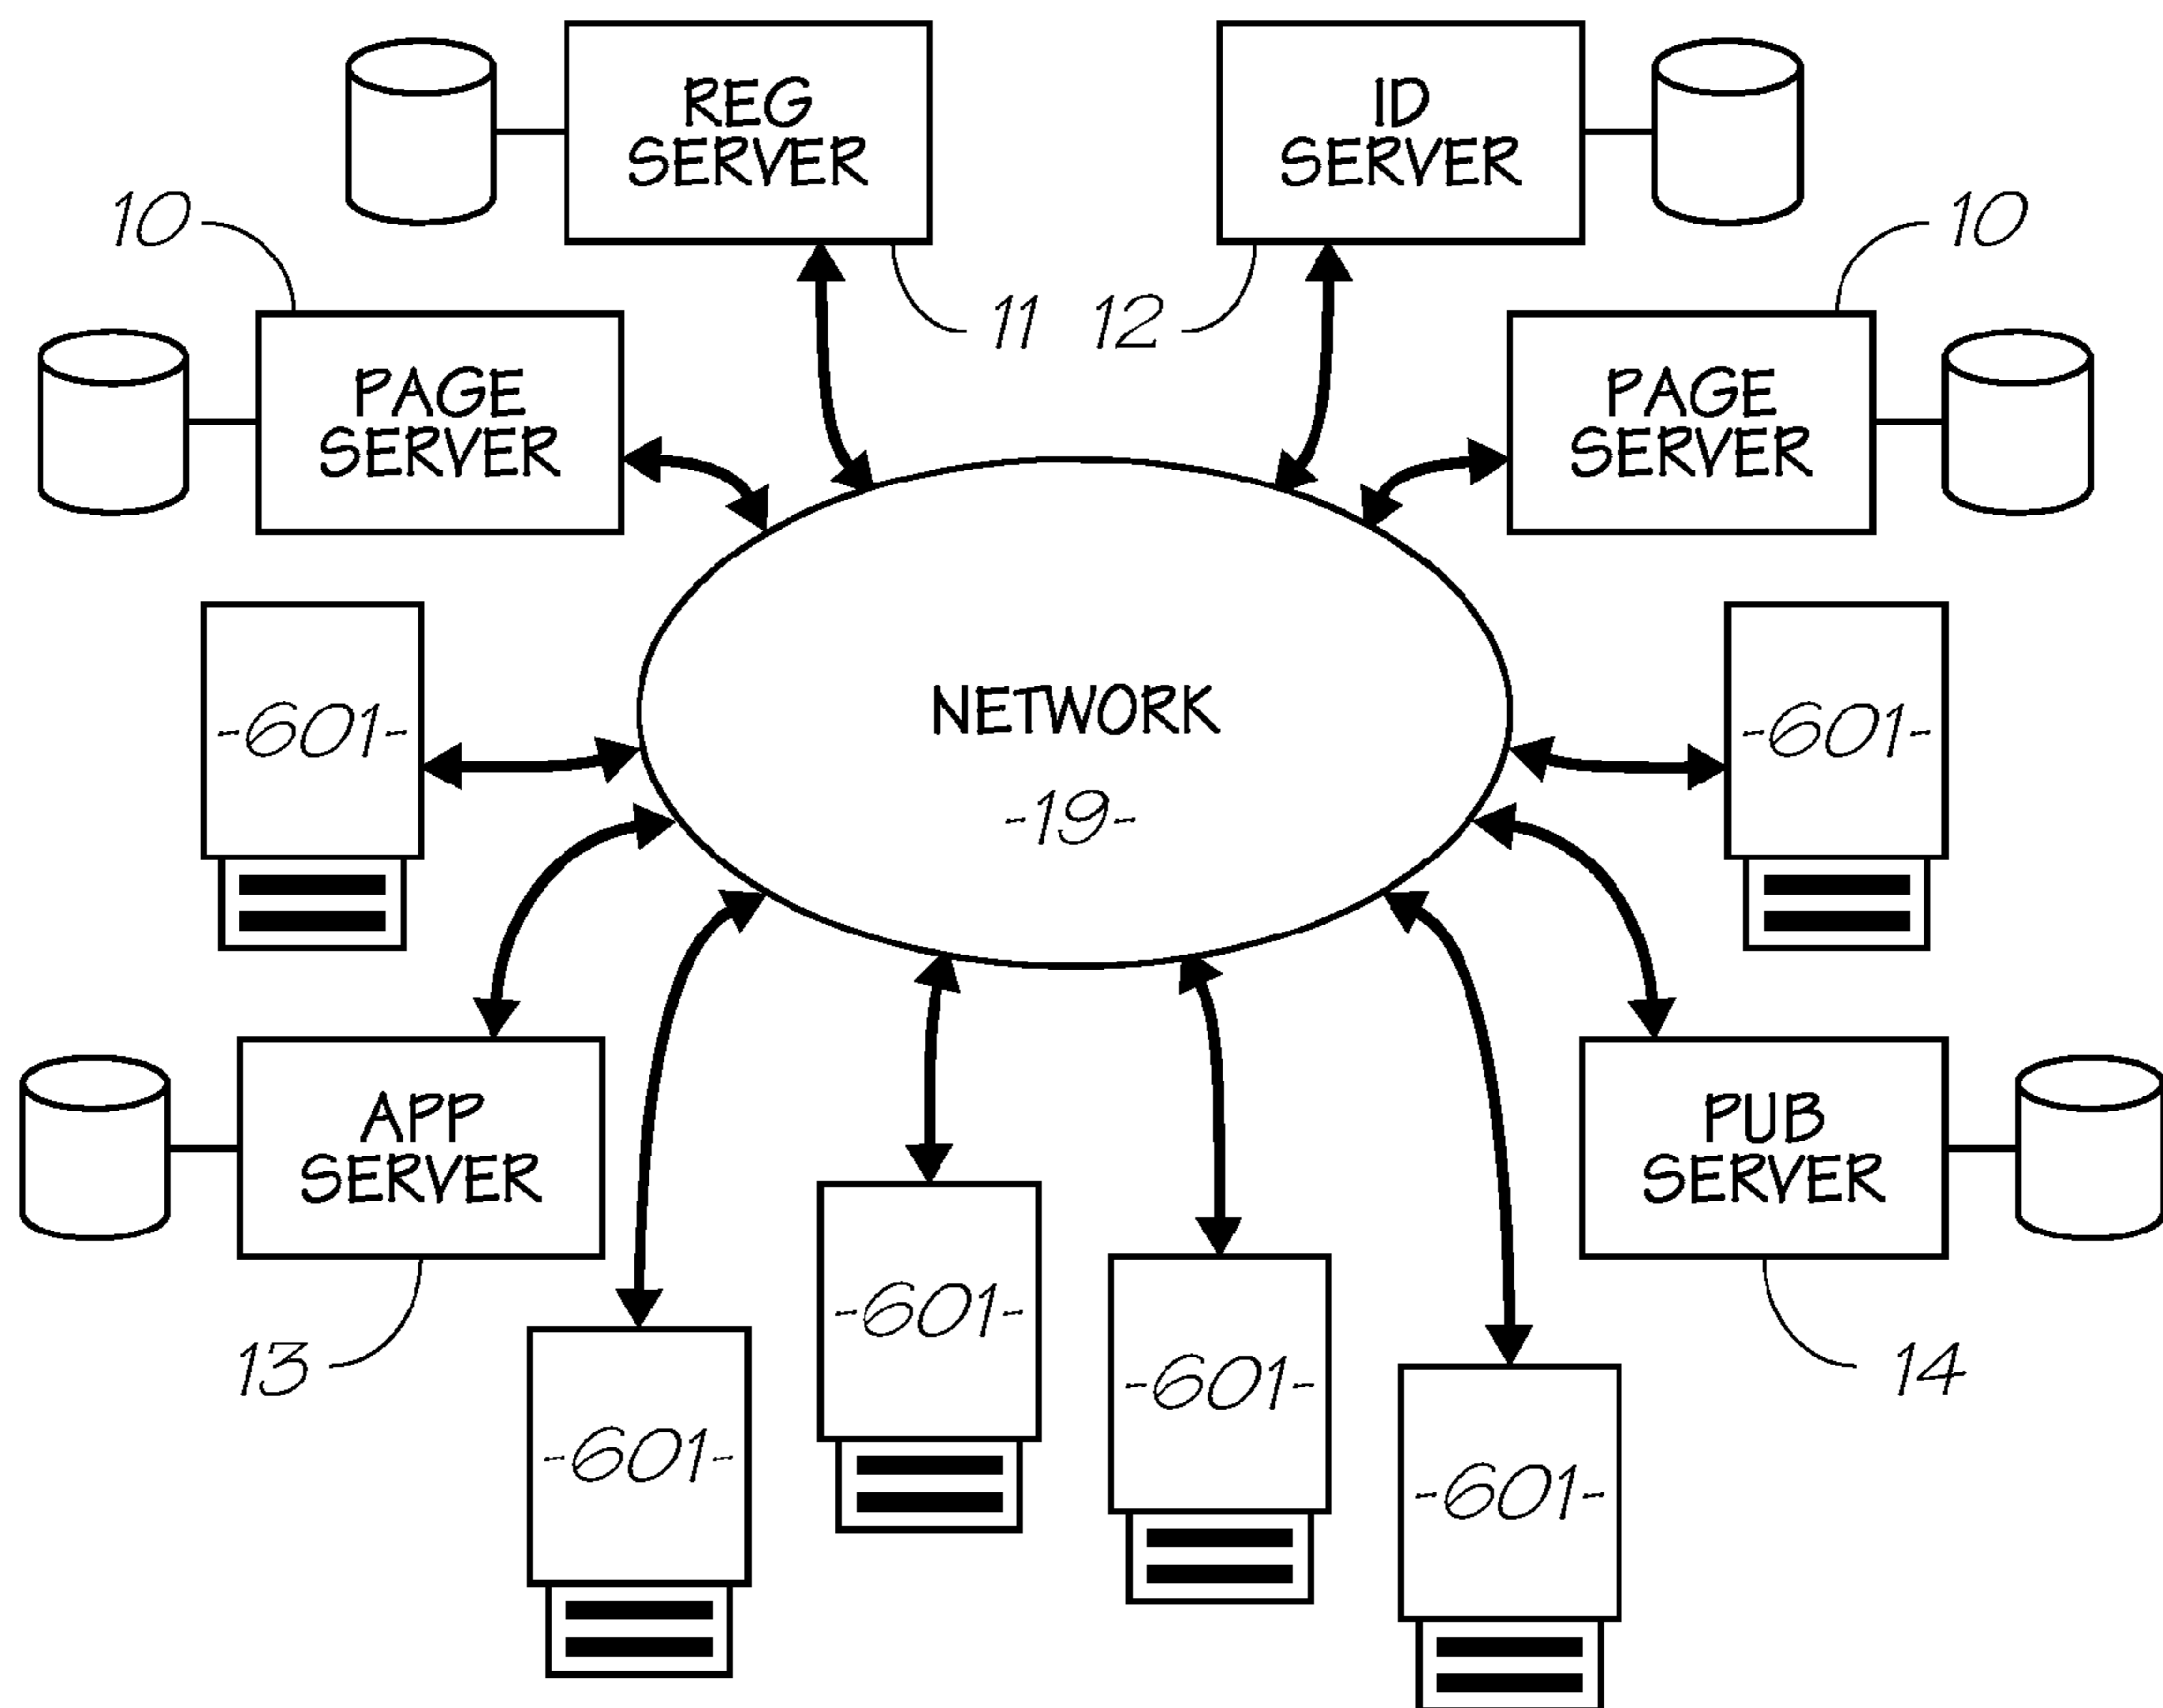 REG
SERVER
ID
SERVER
10
10
11
12
PAGE
SERVER
PAGE
SERVER
-601-
NETWORK
-19-
-601-
APP
SERVER
PUB
SERVER
13
-601-
-601-
-601-
-601-
14